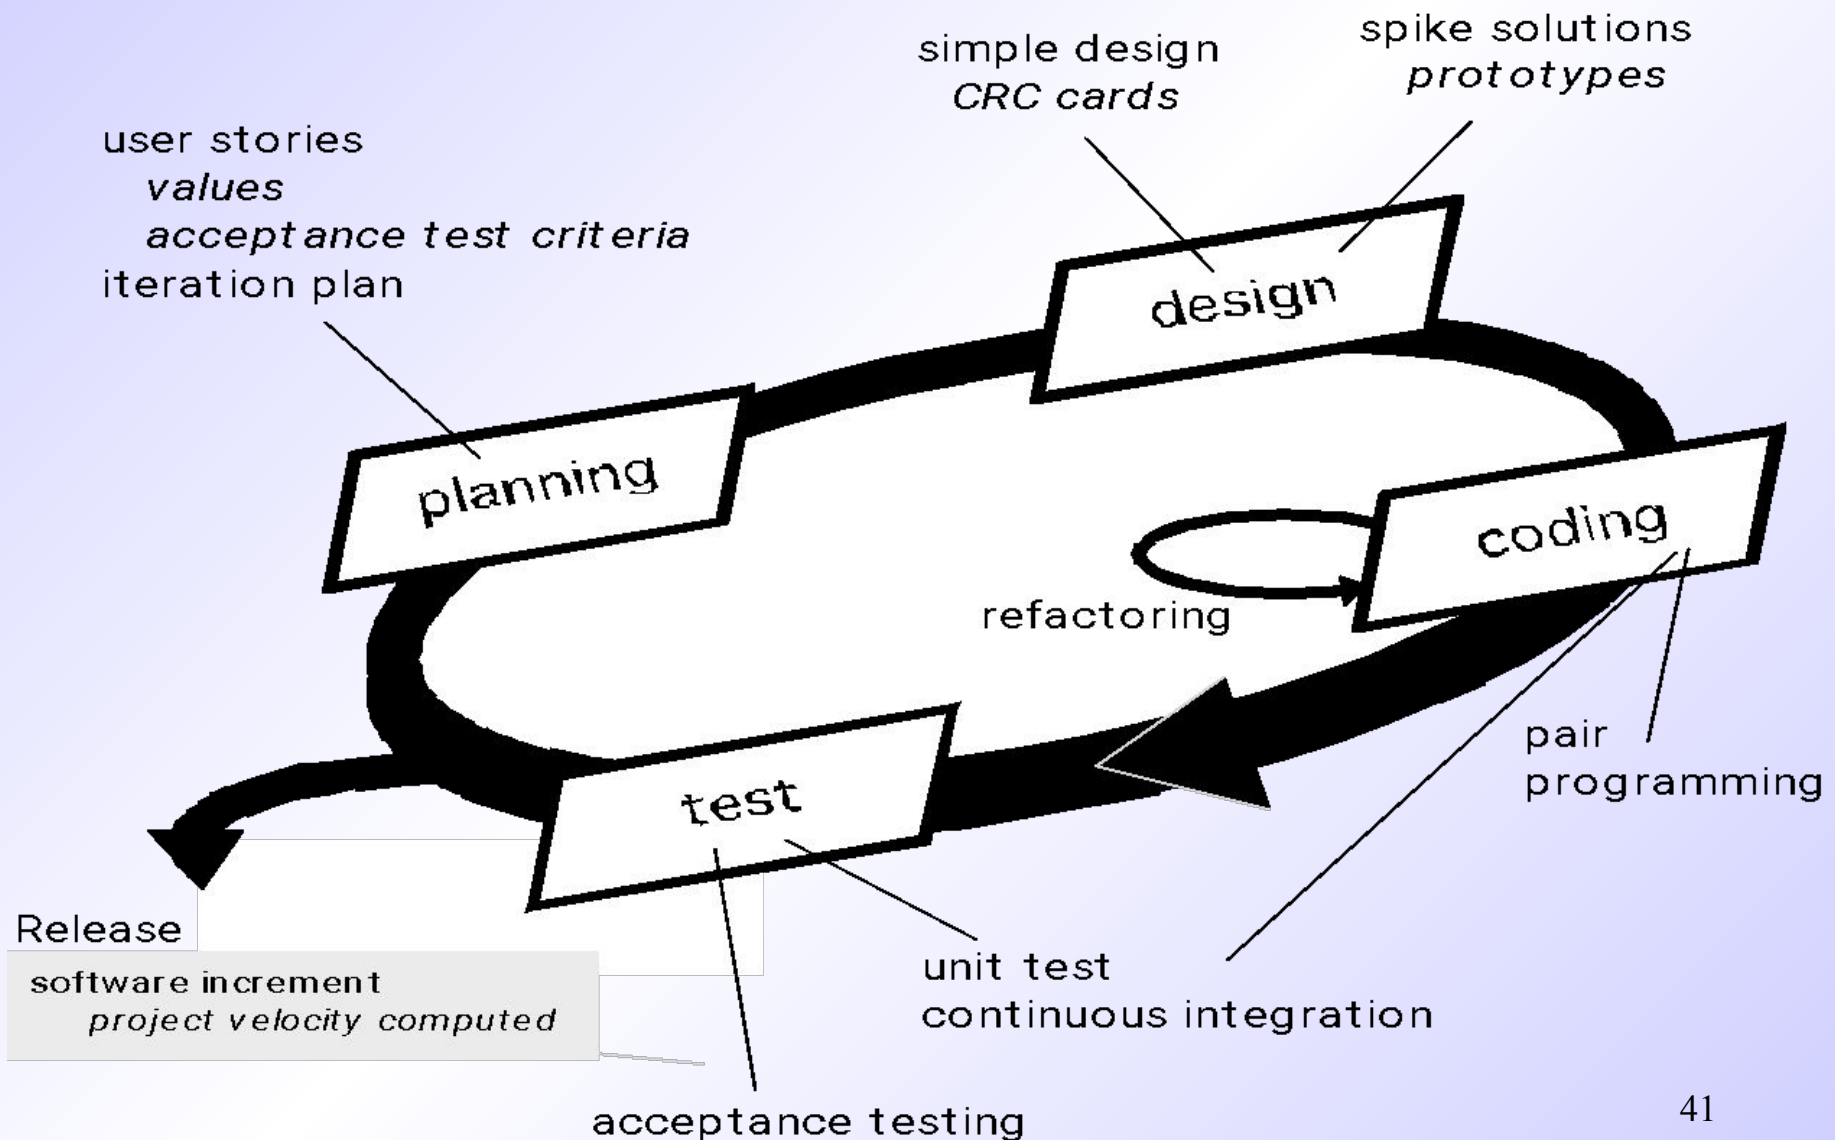 simple design
CRC cards
spike solutions
prototypes
user stories
values
acceptance test criteria
iteration plan
design
planning
coding
refactoring
test
pair
programming
Release
software increment
project velocity computed
unit test
continuous integration
acceptance testing
41